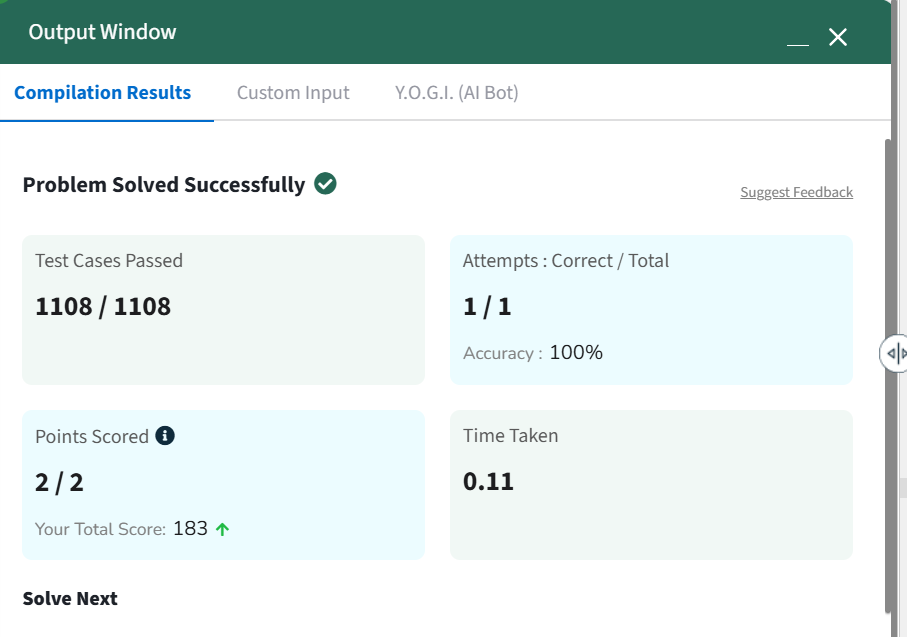 Output Window
Compilation Results
Custom Input
Y.O.G.I. (AI Bot)
Problem Solved Successfully
Suggest Feedback
Test Cases Passed
1108 / 1108
Attempts : Correct / Total
1 / 1
Accuracy : 100%
Points Scored
2 / 2
Your Total Score: 183
Time Taken
0.11
Solve Next